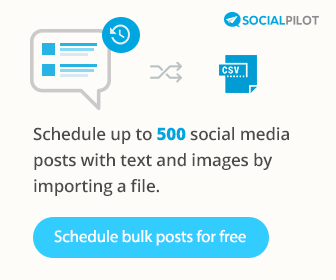 SOCIALPILOT
CSV
Schedule up to 500 social media
posts with text and images by
importing a file.
Schedule bulk posts for free